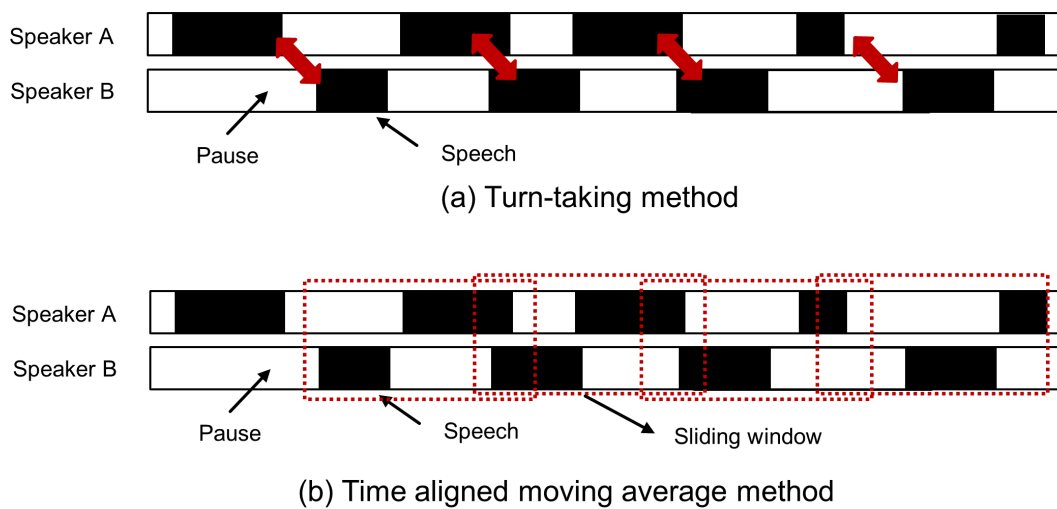 Speaker A
Speaker B
Pause
Speech
(a) Turn-taking method
Speaker A
Speaker B
Pause
Speech
Sliding window
(b) Time aligned moving average method